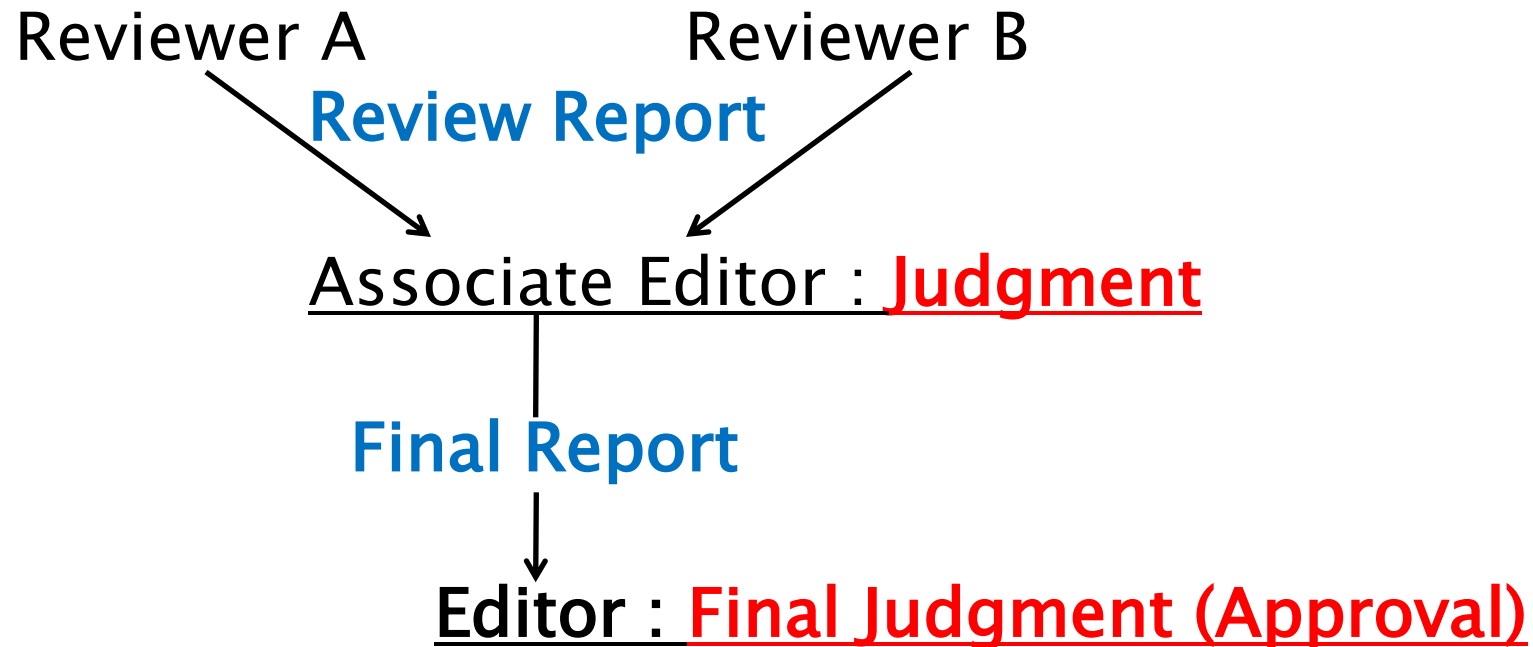 Reviewer A Reviewer B
Review Report
Associate Editor : Judgment
Final Report
Editor : Final Judgment (Approval)